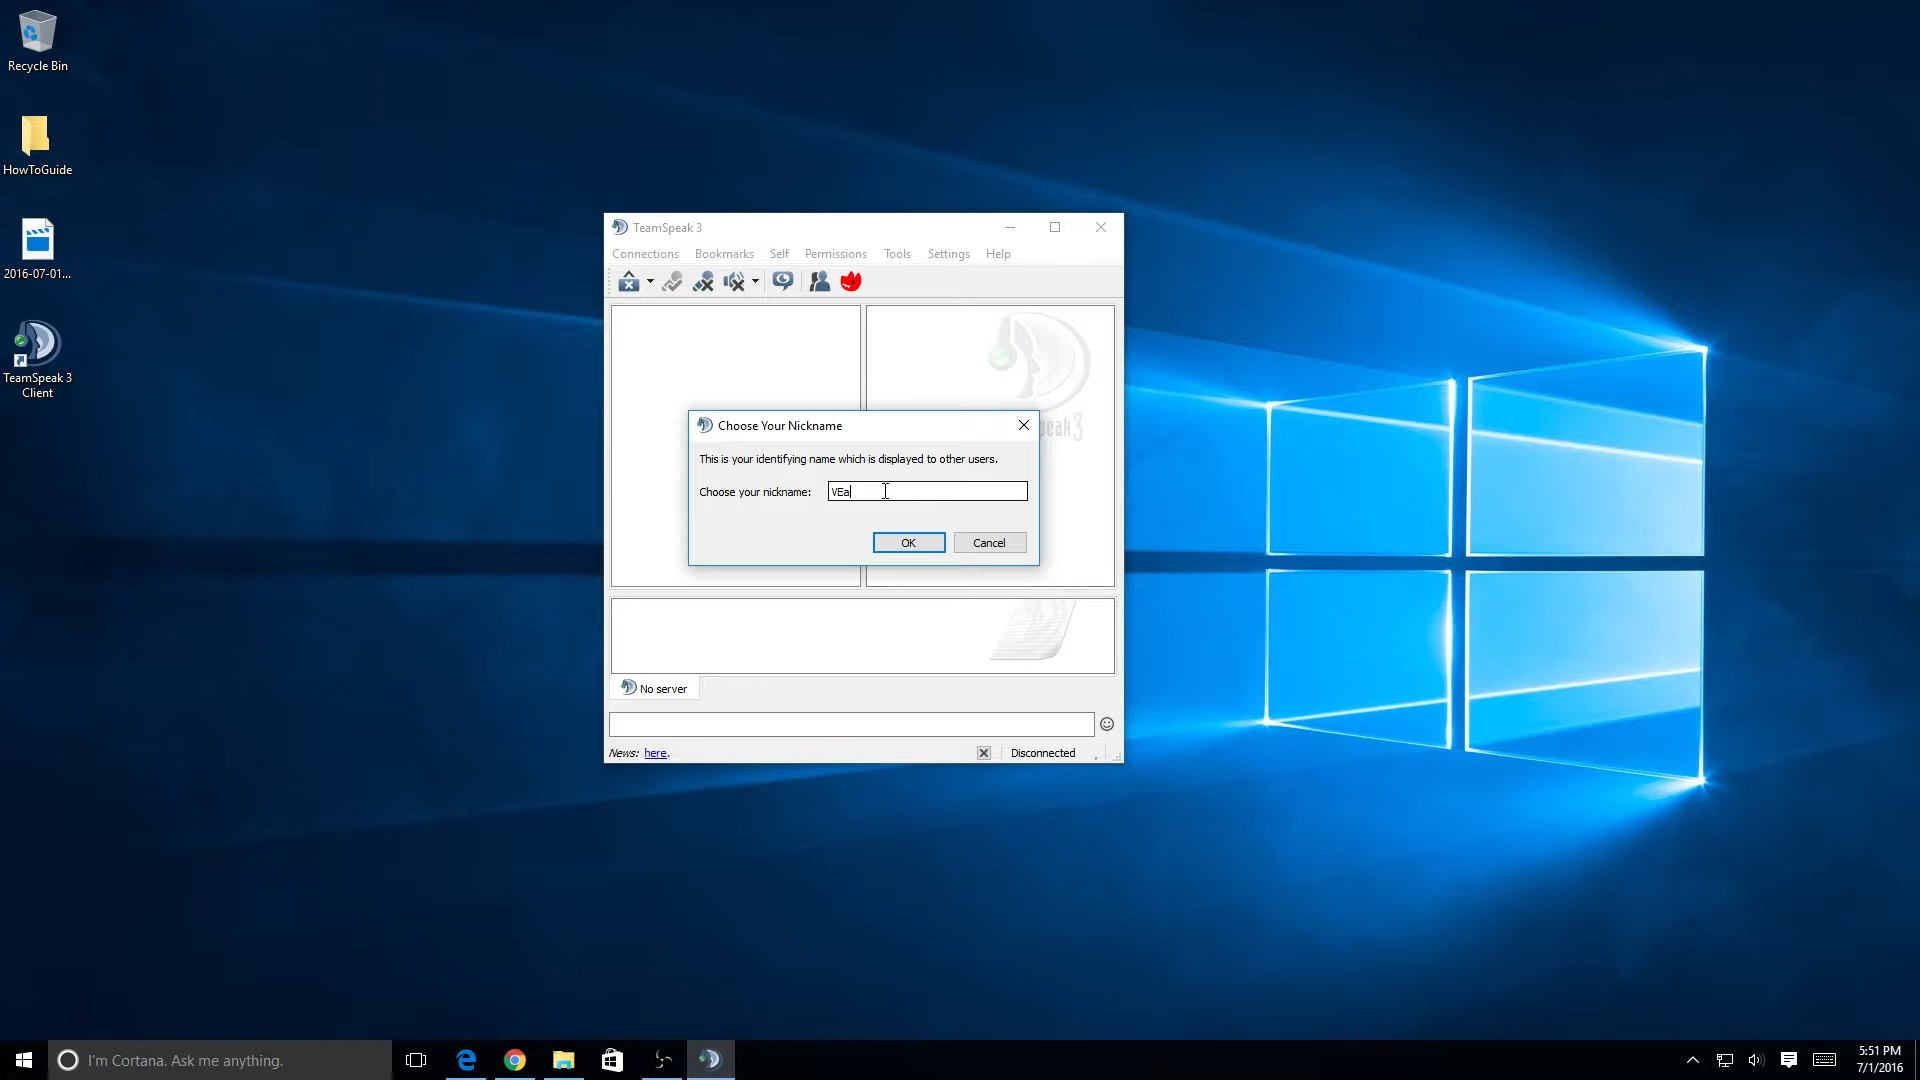 Recycle Bin
HowToGuide
2016-07-01...
TeamSpeak 3
Client
TeamSpeak 3
Connections Bookmarks Self Permissions Tools Settings Help
eak3
Choose Your Nickname
This is your identifying name which is displayed to other users.
Choose your nickname: VEa
OK Cancel
No server
News: here.
Disconnected
I'm Cortana. Ask me anything.
5:51 PM
7/1/2016